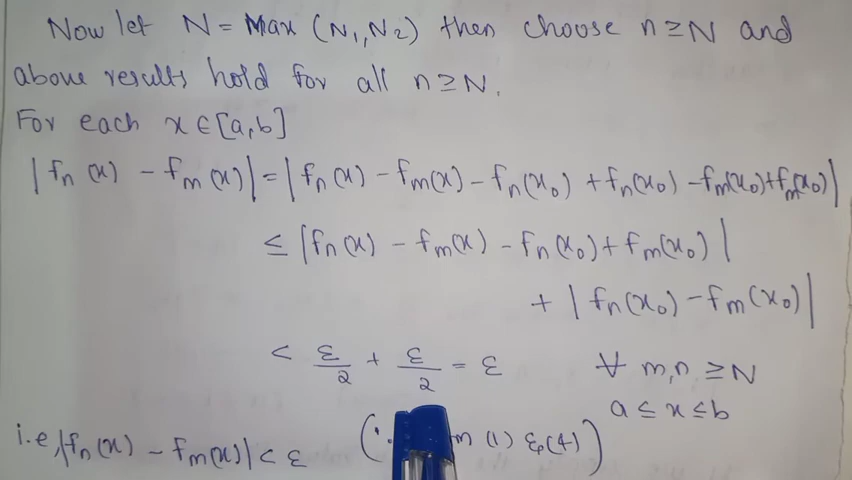 Now let N = Max (N₁, N₂) then choose n ≥ N and
above results hold for all n ≥ N.
For each x ∈ [a, b]
|fₙ(x) - fₘ(x)| = |fₙ(x) - fₘ(x) - fₙ(x₀) + fₙ(x₀) - fₘ(x₀) + fₘ(x₀)|
≤ |fₙ(x) - fₘ(x) - fₙ(x₀) + fₘ(x₀)|
+ |fₙ(x₀) - fₘ(x₀)|
< ε/2 + ε/2 = ε ∀ m, n ≥ N
a ≤ x ≤ b
i.e, |fₙ(x) - fₘ(x)| < ε ( m (1) & (4))